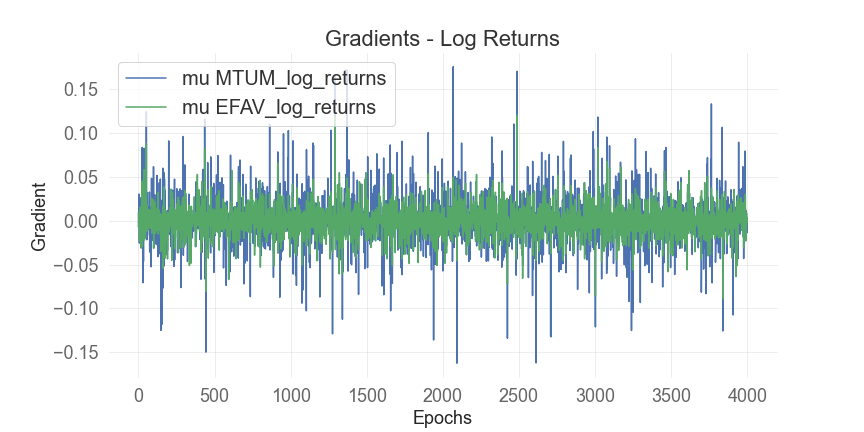 Gradients - Log Returns
mu MTUM_log_returns
mu EFAV_log_returns
0.15
0.10
0.05
0.00
−0.05
−0.10
−0.15
Gradient
0 500 1000 1500 2000 2500 3000 3500 4000
Epochs